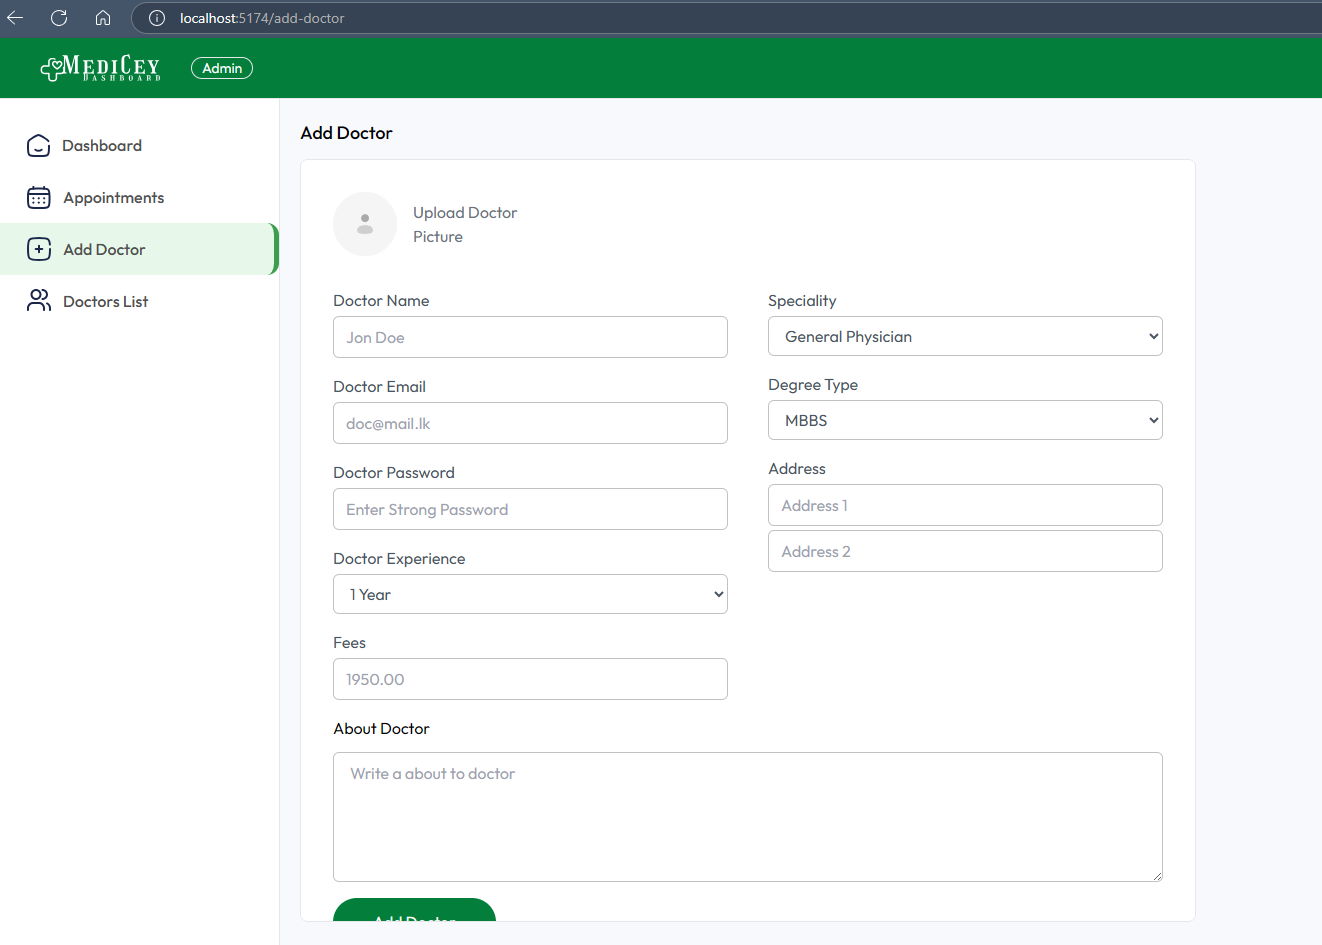 localhost:5174/add-doctor
MEDICEY
DASHBOARD
Admin
Dashboard
Appointments
Add Doctor
Doctors List
Add Doctor
Upload Doctor
Picture
Doctor Name
Jon Doe
Doctor Email
doc@mail.lk
Doctor Password
Enter Strong Password
Doctor Experience
1 Year
Fees
1950.00
Speciality
General Physician
Degree Type
MBBS
Address
Address 1
Address 2
About Doctor
Write a about to doctor
Add Doctor